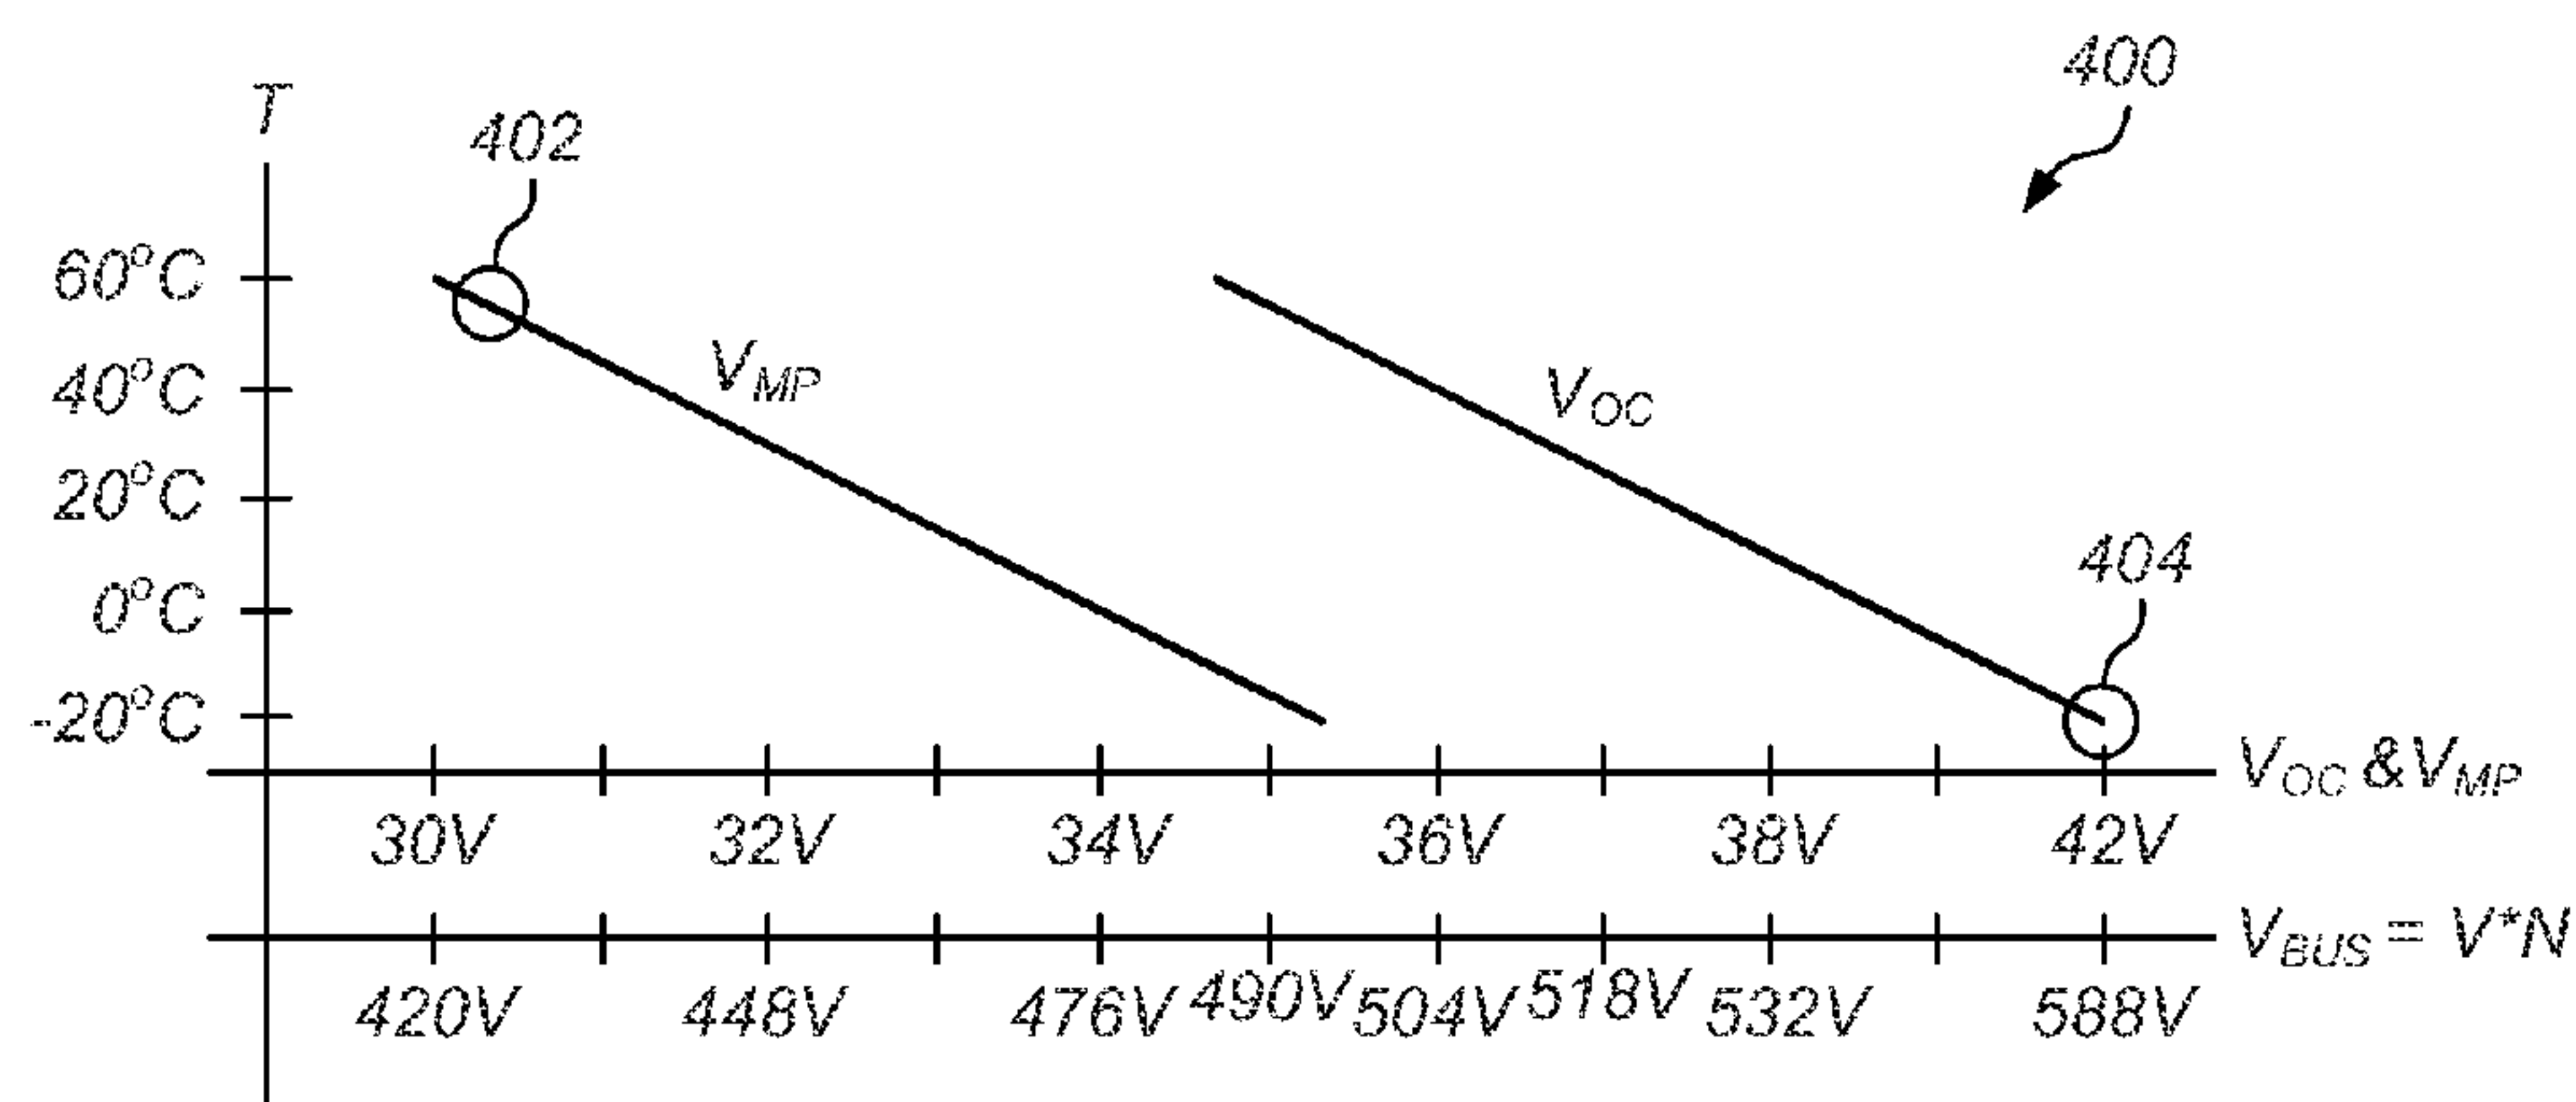 400
T
402
60°C
40°C
20°C
0°C
-20°C
V_MP
V_OC
404
30V 32V 34V 36V 38V 42V V_OC & V_MP
420V 448V 476V 490V 504V 518V 532V 588V V_BUS = V*N